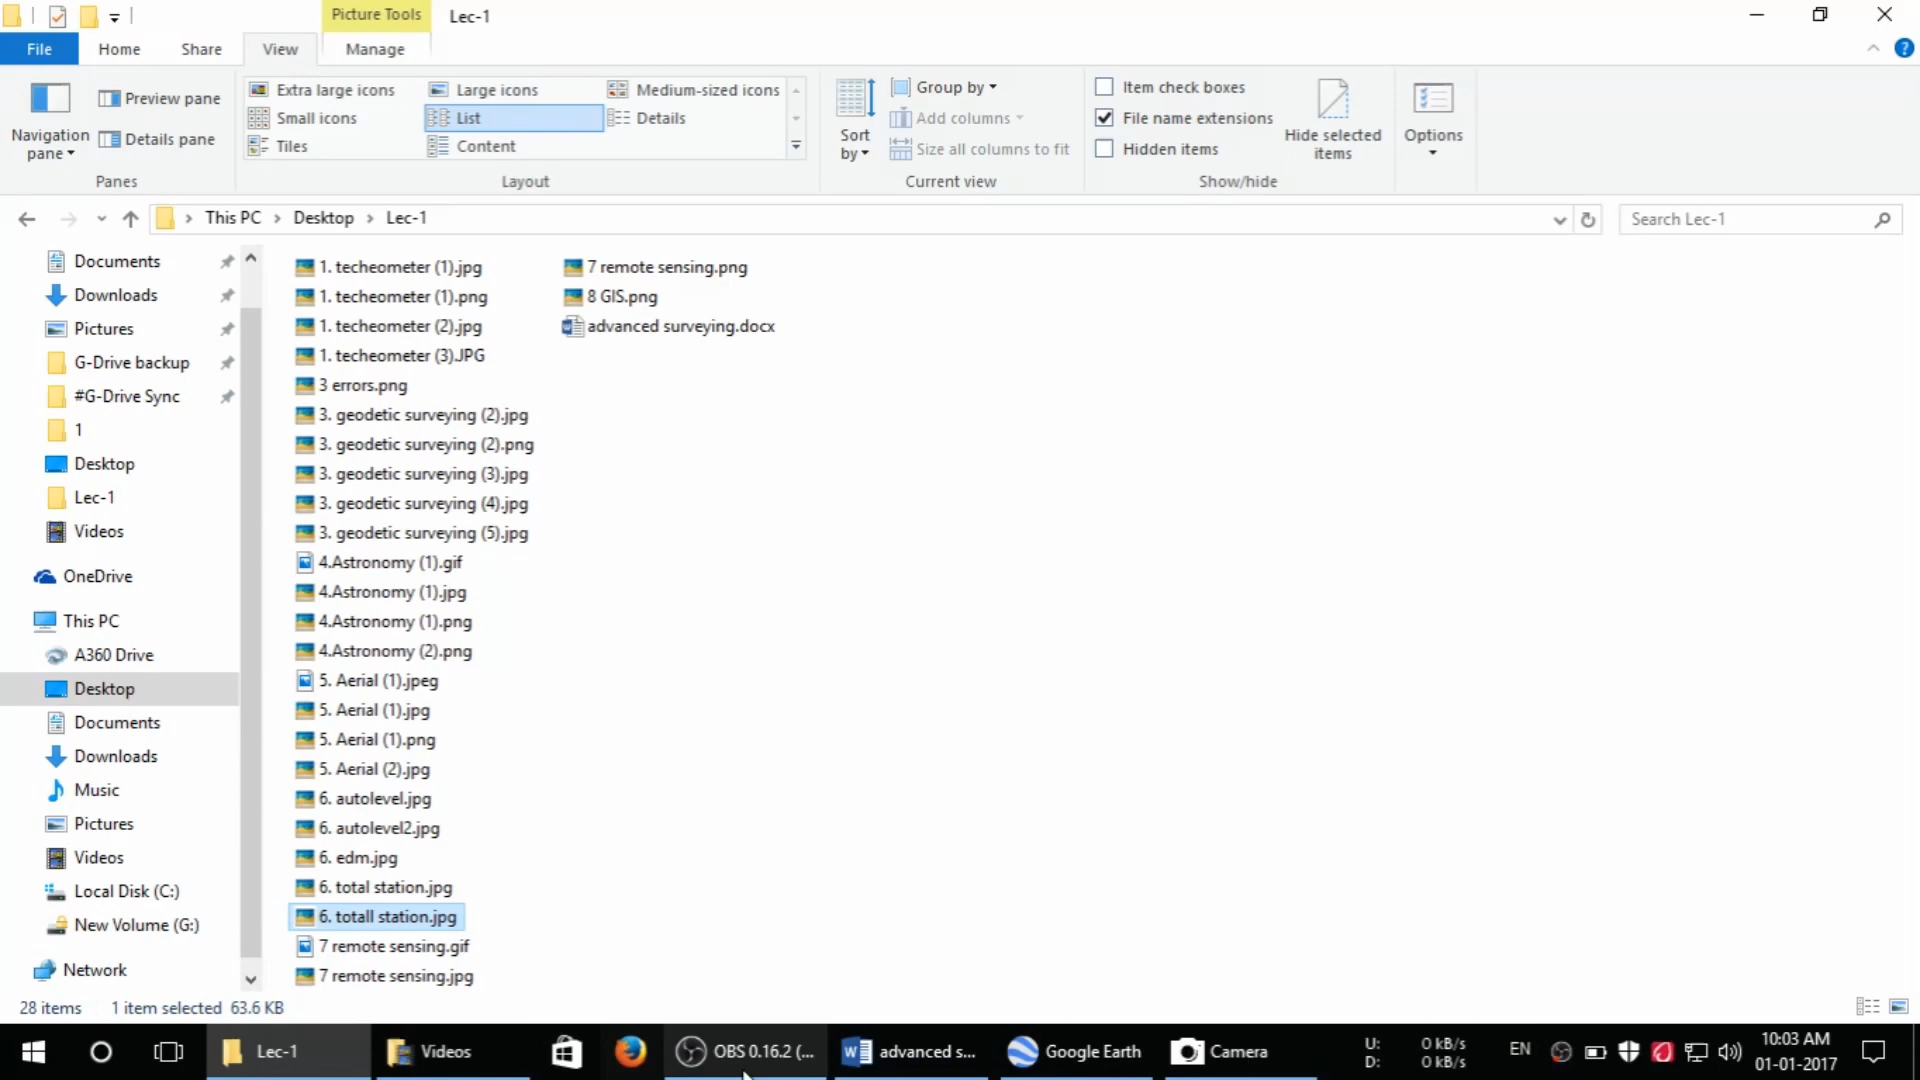 Picture Tools
Lec-1
File
Home
Share
View
Manage
Navigation pane
Preview pane
Details pane
Panes
Extra large icons
Large icons
Medium-sized icons
Small icons
List
Details
Tiles
Content
Layout
Sort by
Group by
Add columns
Size all columns to fit
Current view
Item check boxes
File name extensions
Hidden items
Hide selected items
Show/hide
Options
This PC > Desktop > Lec-1
Search Lec-1
Documents
Downloads
Pictures
G-Drive backup
#G-Drive Sync
1
Desktop
Lec-1
Videos
OneDrive
This PC
A360 Drive
Desktop
Documents
Downloads
Music
Pictures
Videos
Local Disk (C:)
New Volume (G:)
Network
1. techeometer (1).jpg
1. techeometer (1).png
1. techeometer (2).jpg
1. techeometer (3).JPG
3 errors.png
3. geodetic surveying (2).jpg
3. geodetic surveying (2).png
3. geodetic surveying (3).jpg
3. geodetic surveying (4).jpg
3. geodetic surveying (5).jpg
4.Astronomy (1).gif
4.Astronomy (1).jpg
4.Astronomy (1).png
4.Astronomy (2).png
5. Aerial (1).jpeg
5. Aerial (1).jpg
5. Aerial (1).png
5. Aerial (2).jpg
6. autolevel.jpg
6. autolevel2.jpg
6. edm.jpg
6. total station.jpg
6. totall station.jpg
7 remote sensing.gif
7 remote sensing.jpg
7 remote sensing.png
8 GIS.png
advanced surveying.docx
28 items
1 item selected 63.6 KB
Lec-1
Videos
OBS 0.16.2 (...
advanced s...
Google Earth
Camera
U: 0 kB/s
D: 0 kB/s
EN
10:03 AM
01-01-2017